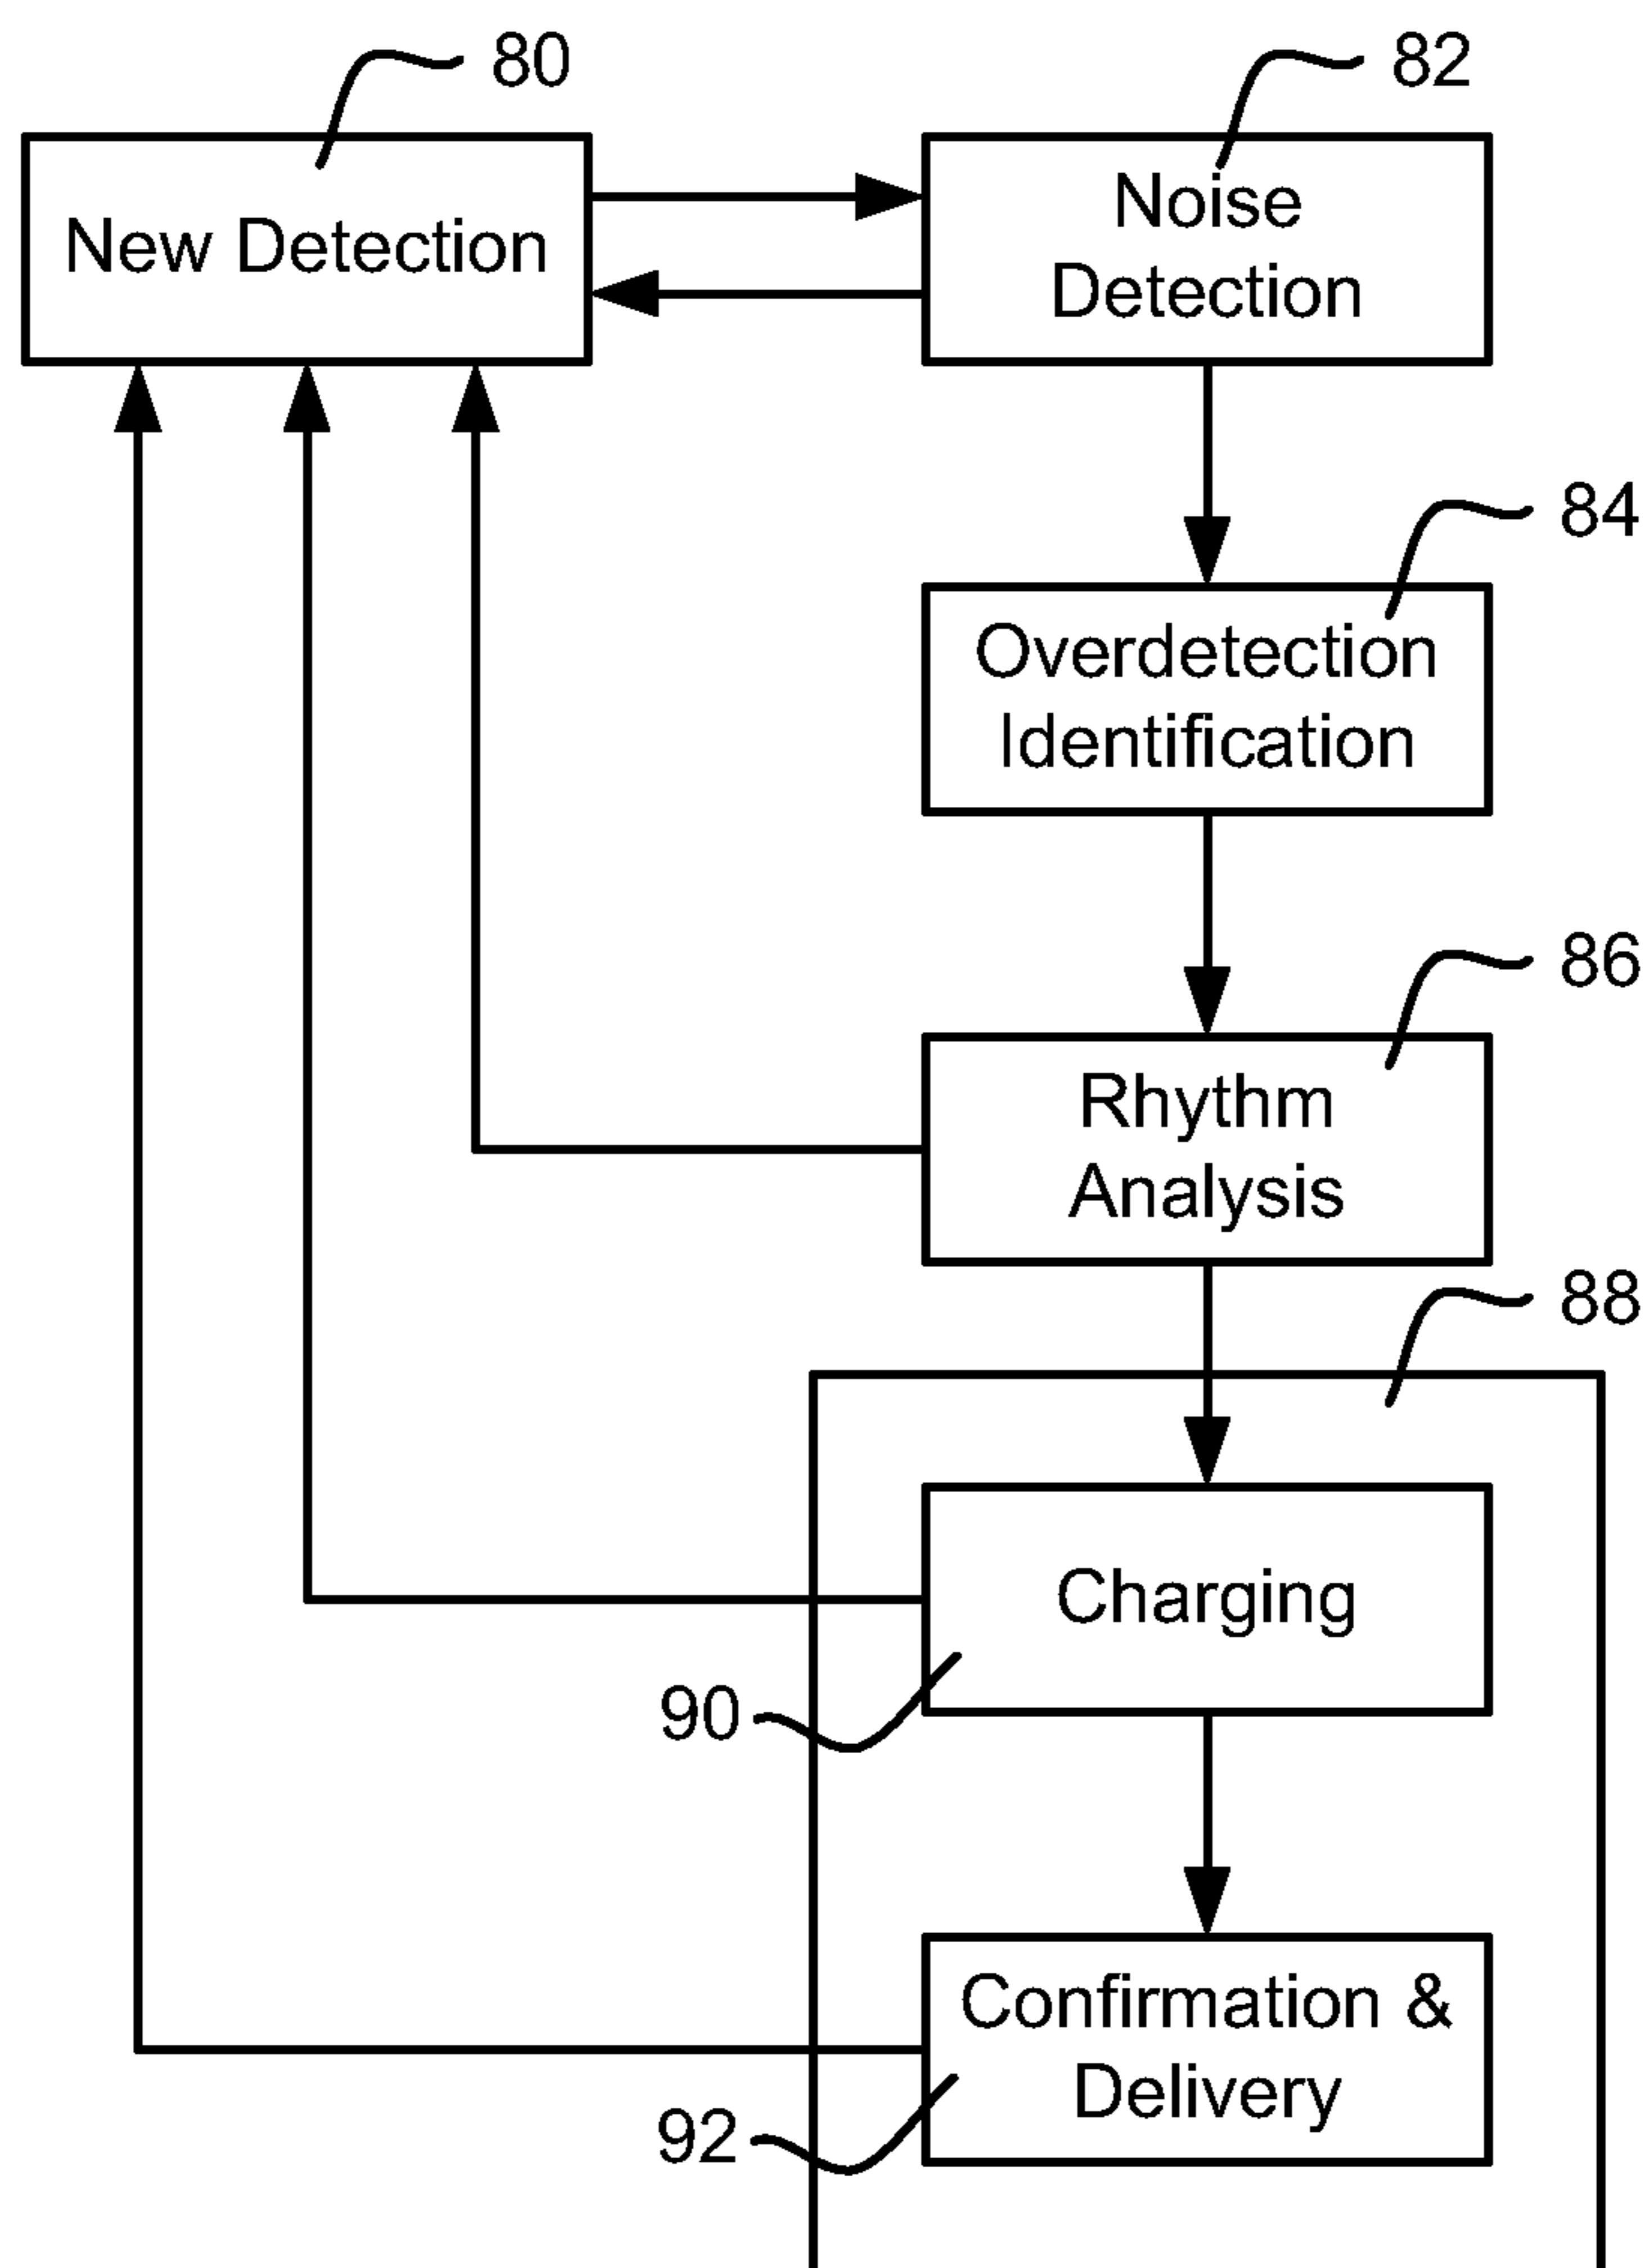 80
82
New Detection
Noise
Detection
84
Overdetection
Identification
86
Rhythm
Analysis
88
Charging
90
Confirmation &
Delivery
92